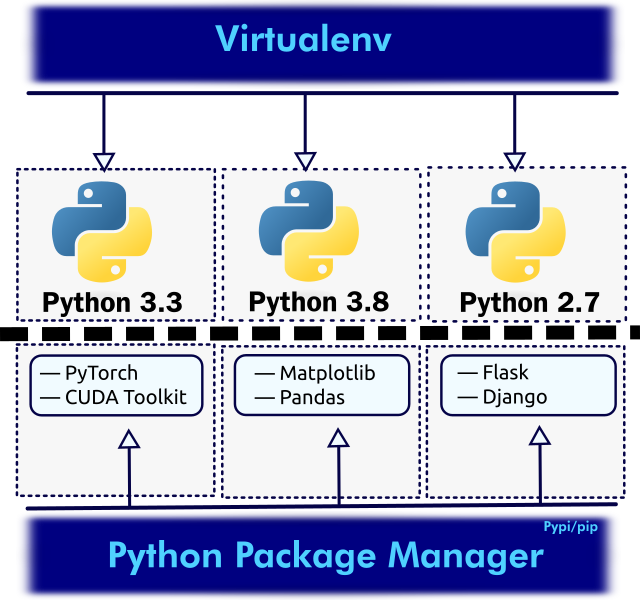 Virtualenv
Python 3.3
Python 3.8
Python 2.7
— PyTorch
— CUDA Toolkit
— Matplotlib
— Pandas
— Flask
— Django
Pypi/pip
Python Package Manager